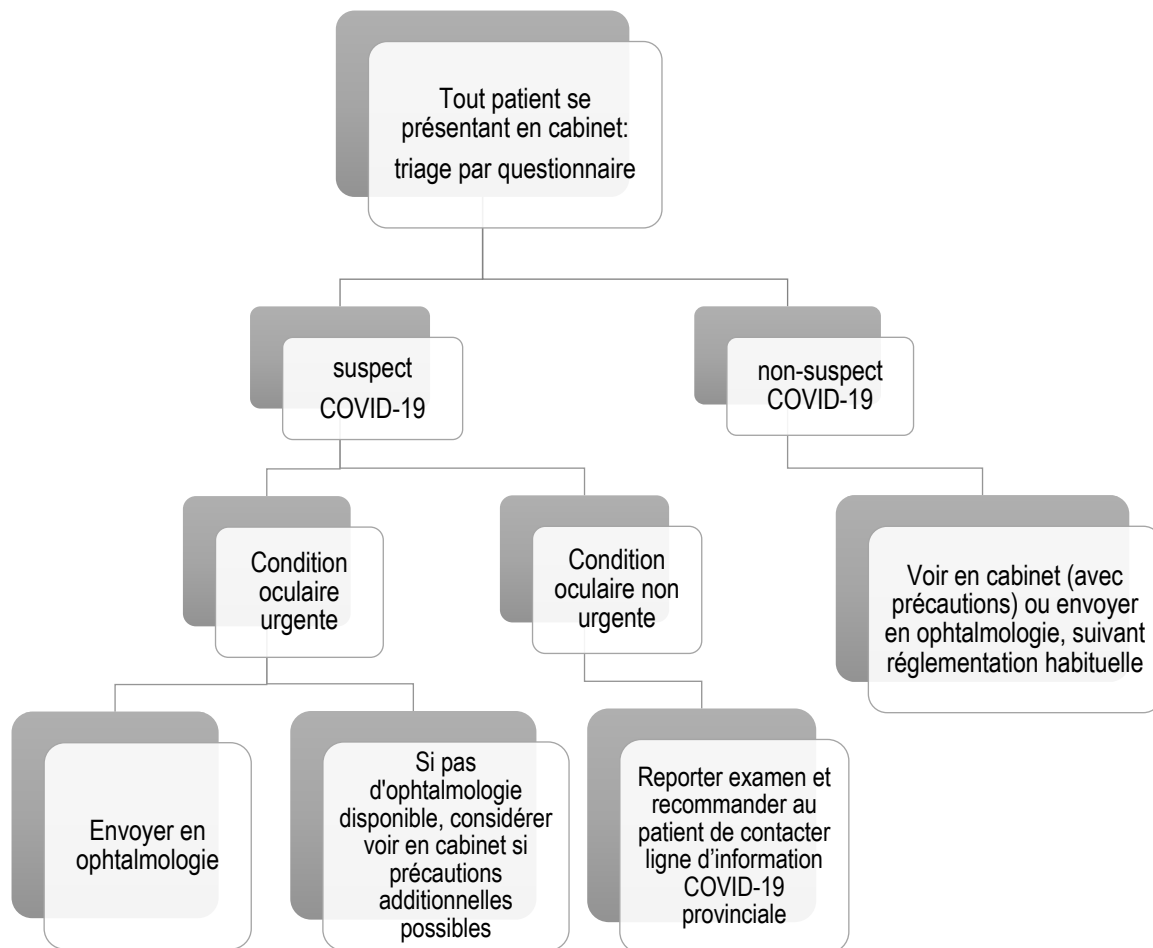 Tout patient se
présentant en cabinet:
triage par questionnaire
suspect
COVID-19
non-suspect
COVID-19
Condition
oculaire
urgente
Condition
oculaire non
urgente
Voir en cabinet (avec
précautions) ou envoyer
en ophtalmologie, suivant
réglementation habituelle
Envoyer en
ophtalmologie
Si pas
d'ophtalmologie
disponible, considérer
voir en cabinet si
précautions
additionnelles
possibles
Reporter examen et
recommander au
patient de contacter
ligne d’information
COVID-19
provinciale